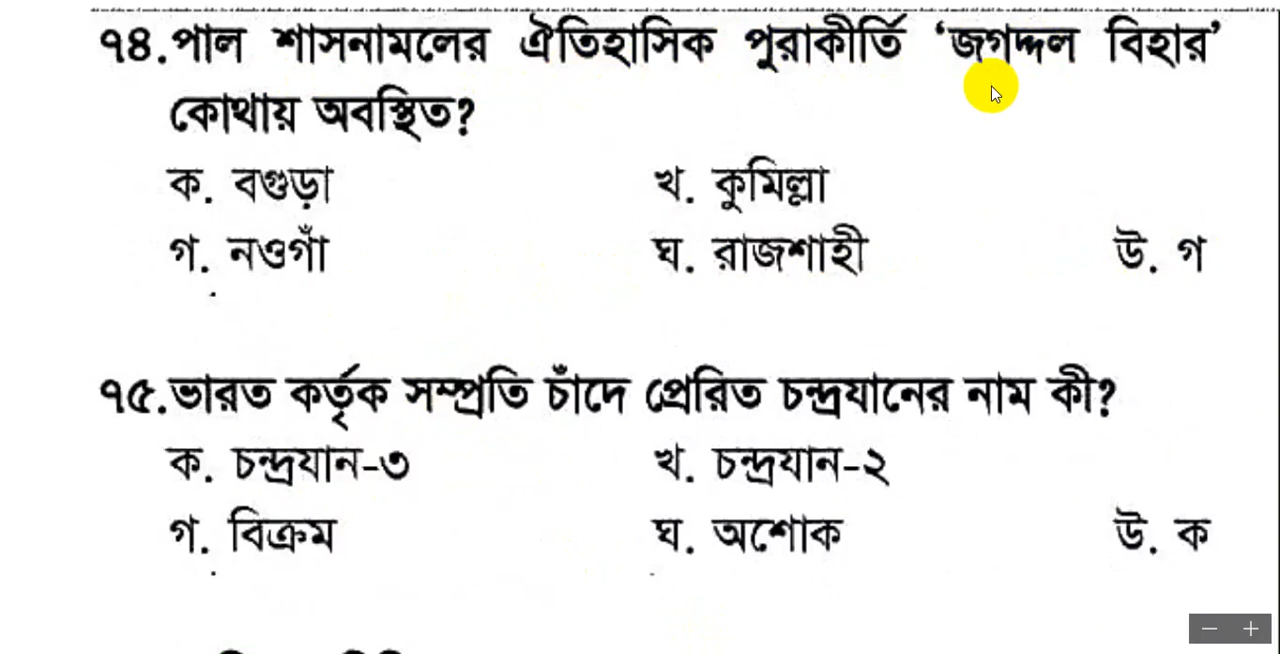 ৭৪. পাল শাসনামলের ঐতিহাসিক পুরাকীর্তি ‘জগদ্দল বিহার’
কোথায় অবস্থিত?
ক. বগুড়া খ. কুমিল্লা
গ. নওগাঁ ঘ. রাজশাহী উ. গ
৭৫. ভারত কর্তৃক সম্প্রতি চাঁদে প্রেরিত চন্দ্রযানের নাম কী?
ক. চন্দ্রযান-৩ খ. চন্দ্রযান-২
গ. বিক্রম ঘ. অশোক উ. ক